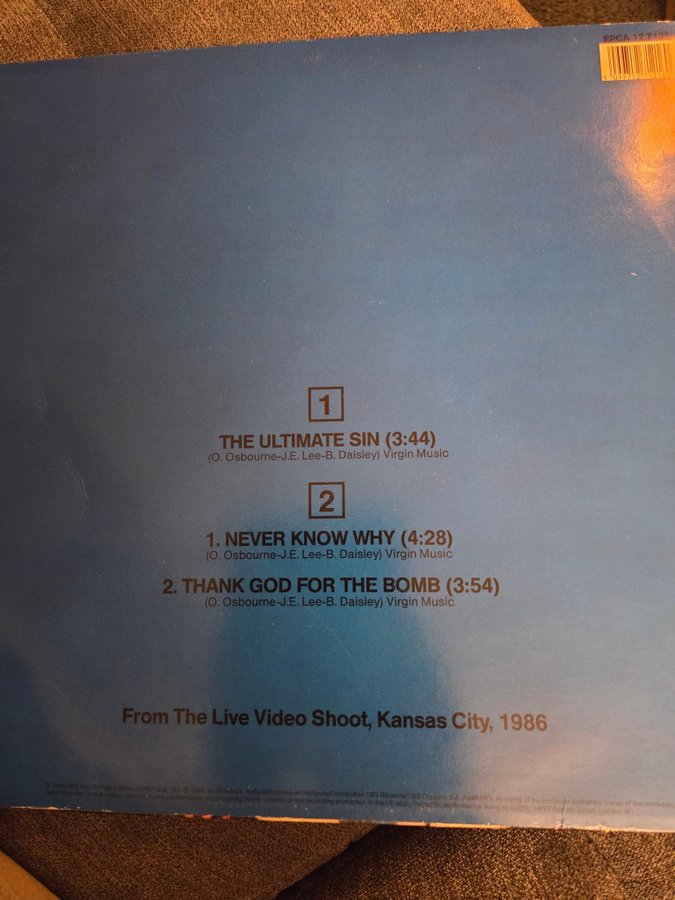 EPCA 12.7121
1
THE ULTIMATE SIN (3:44)
(O. Osbourne-J.E. Lee-B. Daisley) Virgin Music
2
1. NEVER KNOW WHY (4:28)
(O. Osbourne-J.E. Lee-B. Daisley) Virgin Music
2. THANK GOD FOR THE BOMB (3:54)
(O. Osbourne-J.E. Lee-B. Daisley) Virgin Music
From The Live Video Shoot, Kansas City, 1986